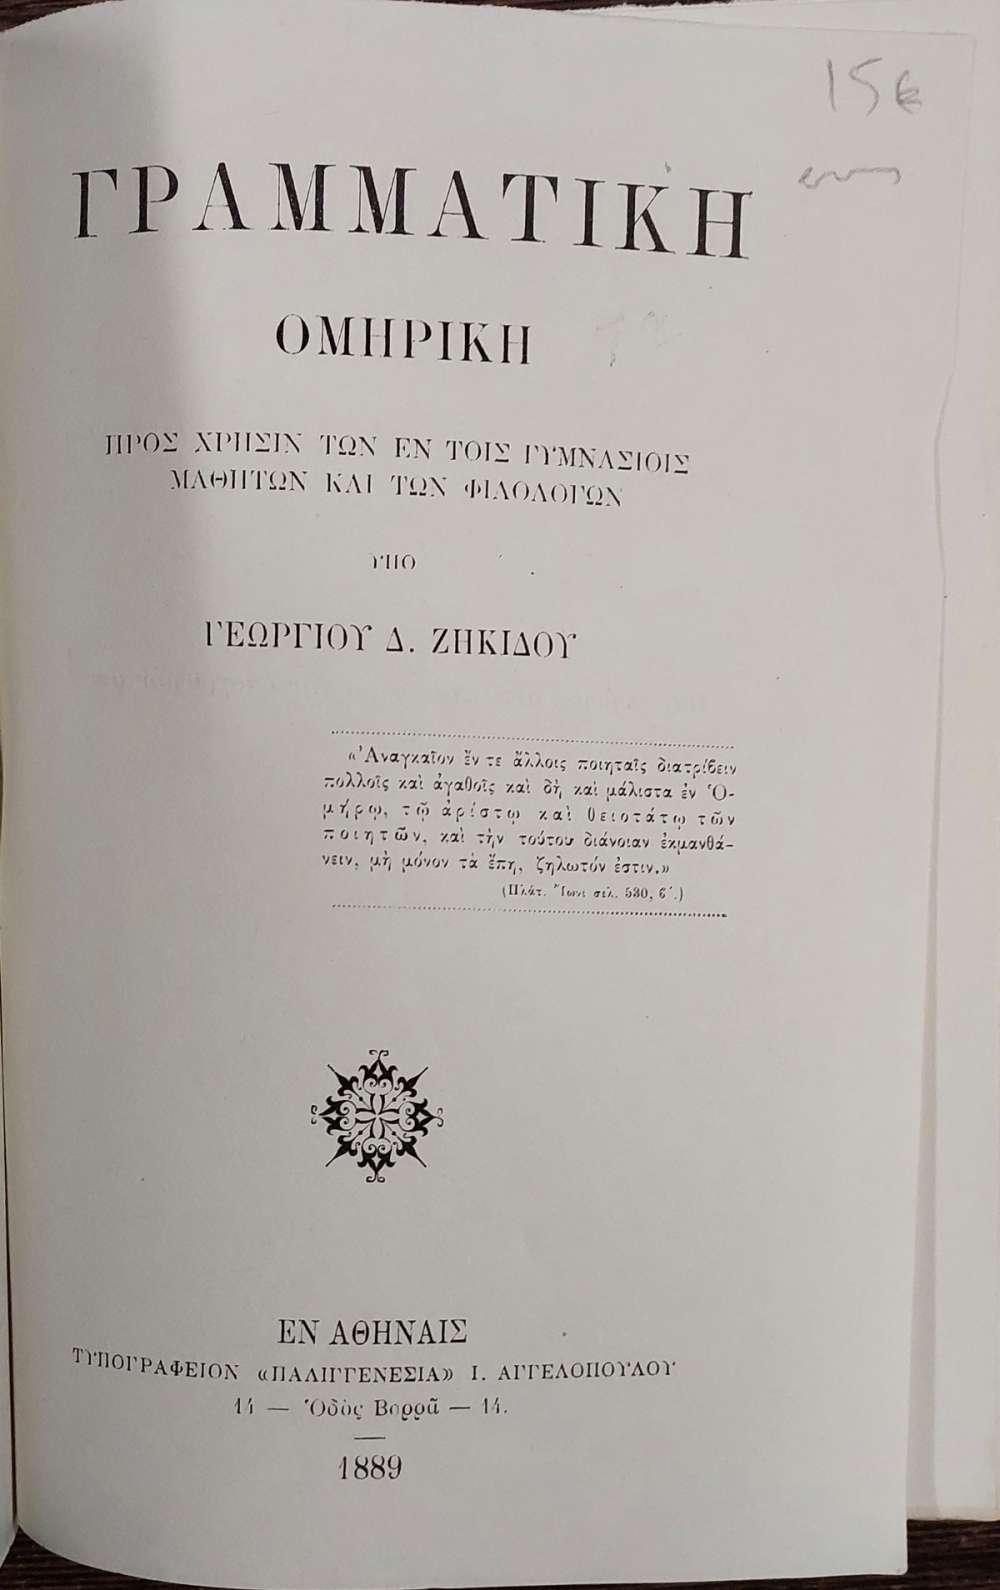 15€
ΓΡΑΜΜΑΤΙΚΗ
ΟΜΗΡΙΚΗ
ΠΡΟΣ ΧΡΗΣΙΝ ΤΩΝ ΕΝ ΤΟΙΣ ΓΥΜΝΑΣΙΟΙΣ
ΜΑΘΗΤΩΝ ΚΑΙ ΤΩΝ ΦΙΛΟΛΟΓΩΝ
ΥΠΟ
ΓΕΩΡΓΙΟΥ Δ. ΖΗΚΙΔΟΥ
«Ἀναγκαῖον ἔν τε ἄλλοις ποιηταῖς διατρίβειν
πολλοῖς καὶ ἀγαθοῖς καὶ δὴ καὶ μάλιστα ἐν Ὁ-
μήρῳ, τῷ ἀρίστῳ καὶ θειοτάτῳ τῶν
ποιητῶν, καὶ τὴν τούτου διάνοιαν ἐκμανθά-
νειν, μὴ μόνον τὰ ἔπη, ζηλωτόν ἐστιν.»
(Πλάτ. Ἴωνι σελ. 530, ϐ΄.)
ΕΝ ΑΘΗΝΑΙΣ
ΤΥΠΟΓΡΑΦΕΙΟΝ «ΠΑΛΙΓΓΕΝΕΣΙΑ» Ι. ΑΓΓΕΛΟΠΟΥΛΟΥ
14 — Ὁδὸς Βορρᾶ — 14.
1889